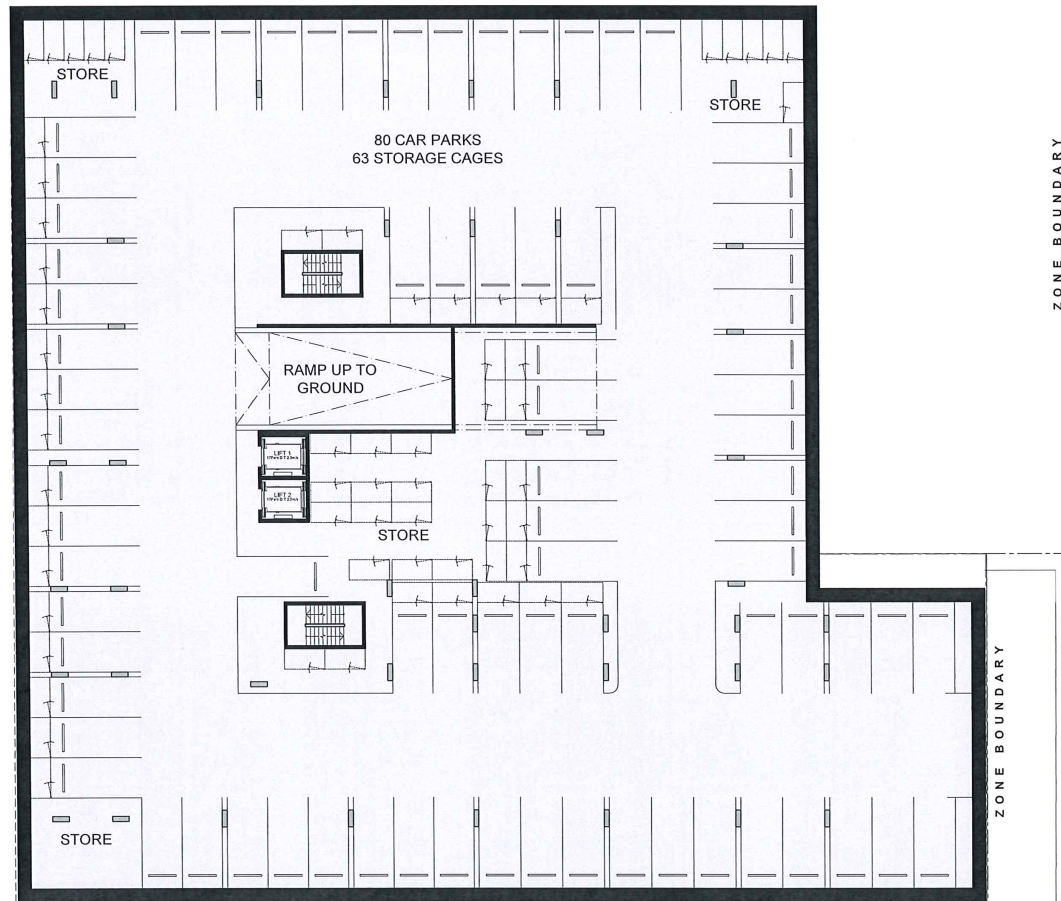 STORE
STORE
80 CAR PARKS
63 STORAGE CAGES
ZONE BOUNDARY
RAMP UP TO
GROUND
LIFT 1
LIFT 2
STORE
ZONE BOUNDARY
STORE